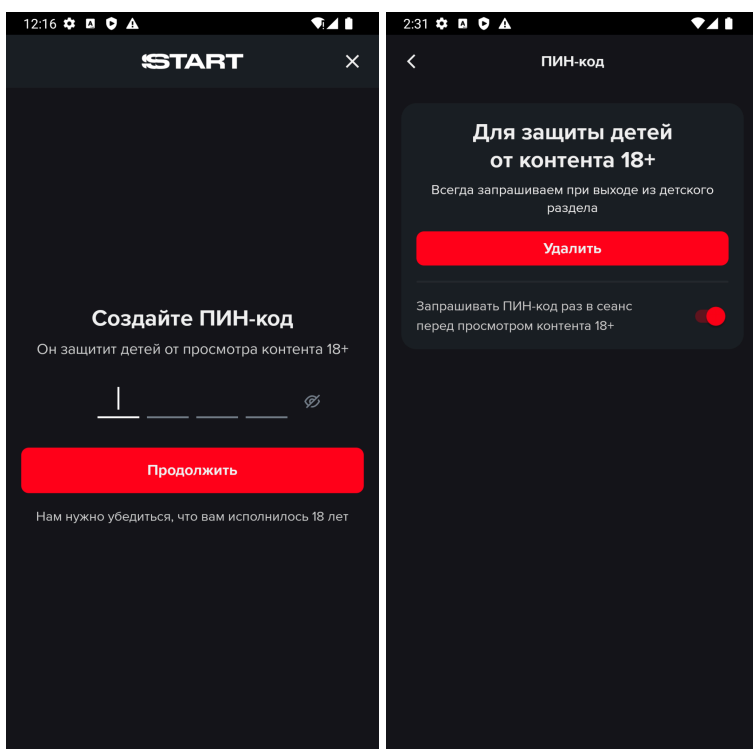 12:16
START
Создайте ПИН-код
Он защитит детей от просмотра контента 18+
Продолжить
Нам нужно убедиться, что вам исполнилось 18 лет
2:31
ПИН-код
Для защиты детей
от контента 18+
Всегда запрашиваем при выходе из детского
раздела
Удалить
Запрашивать ПИН-код раз в сеанс
перед просмотром контента 18+